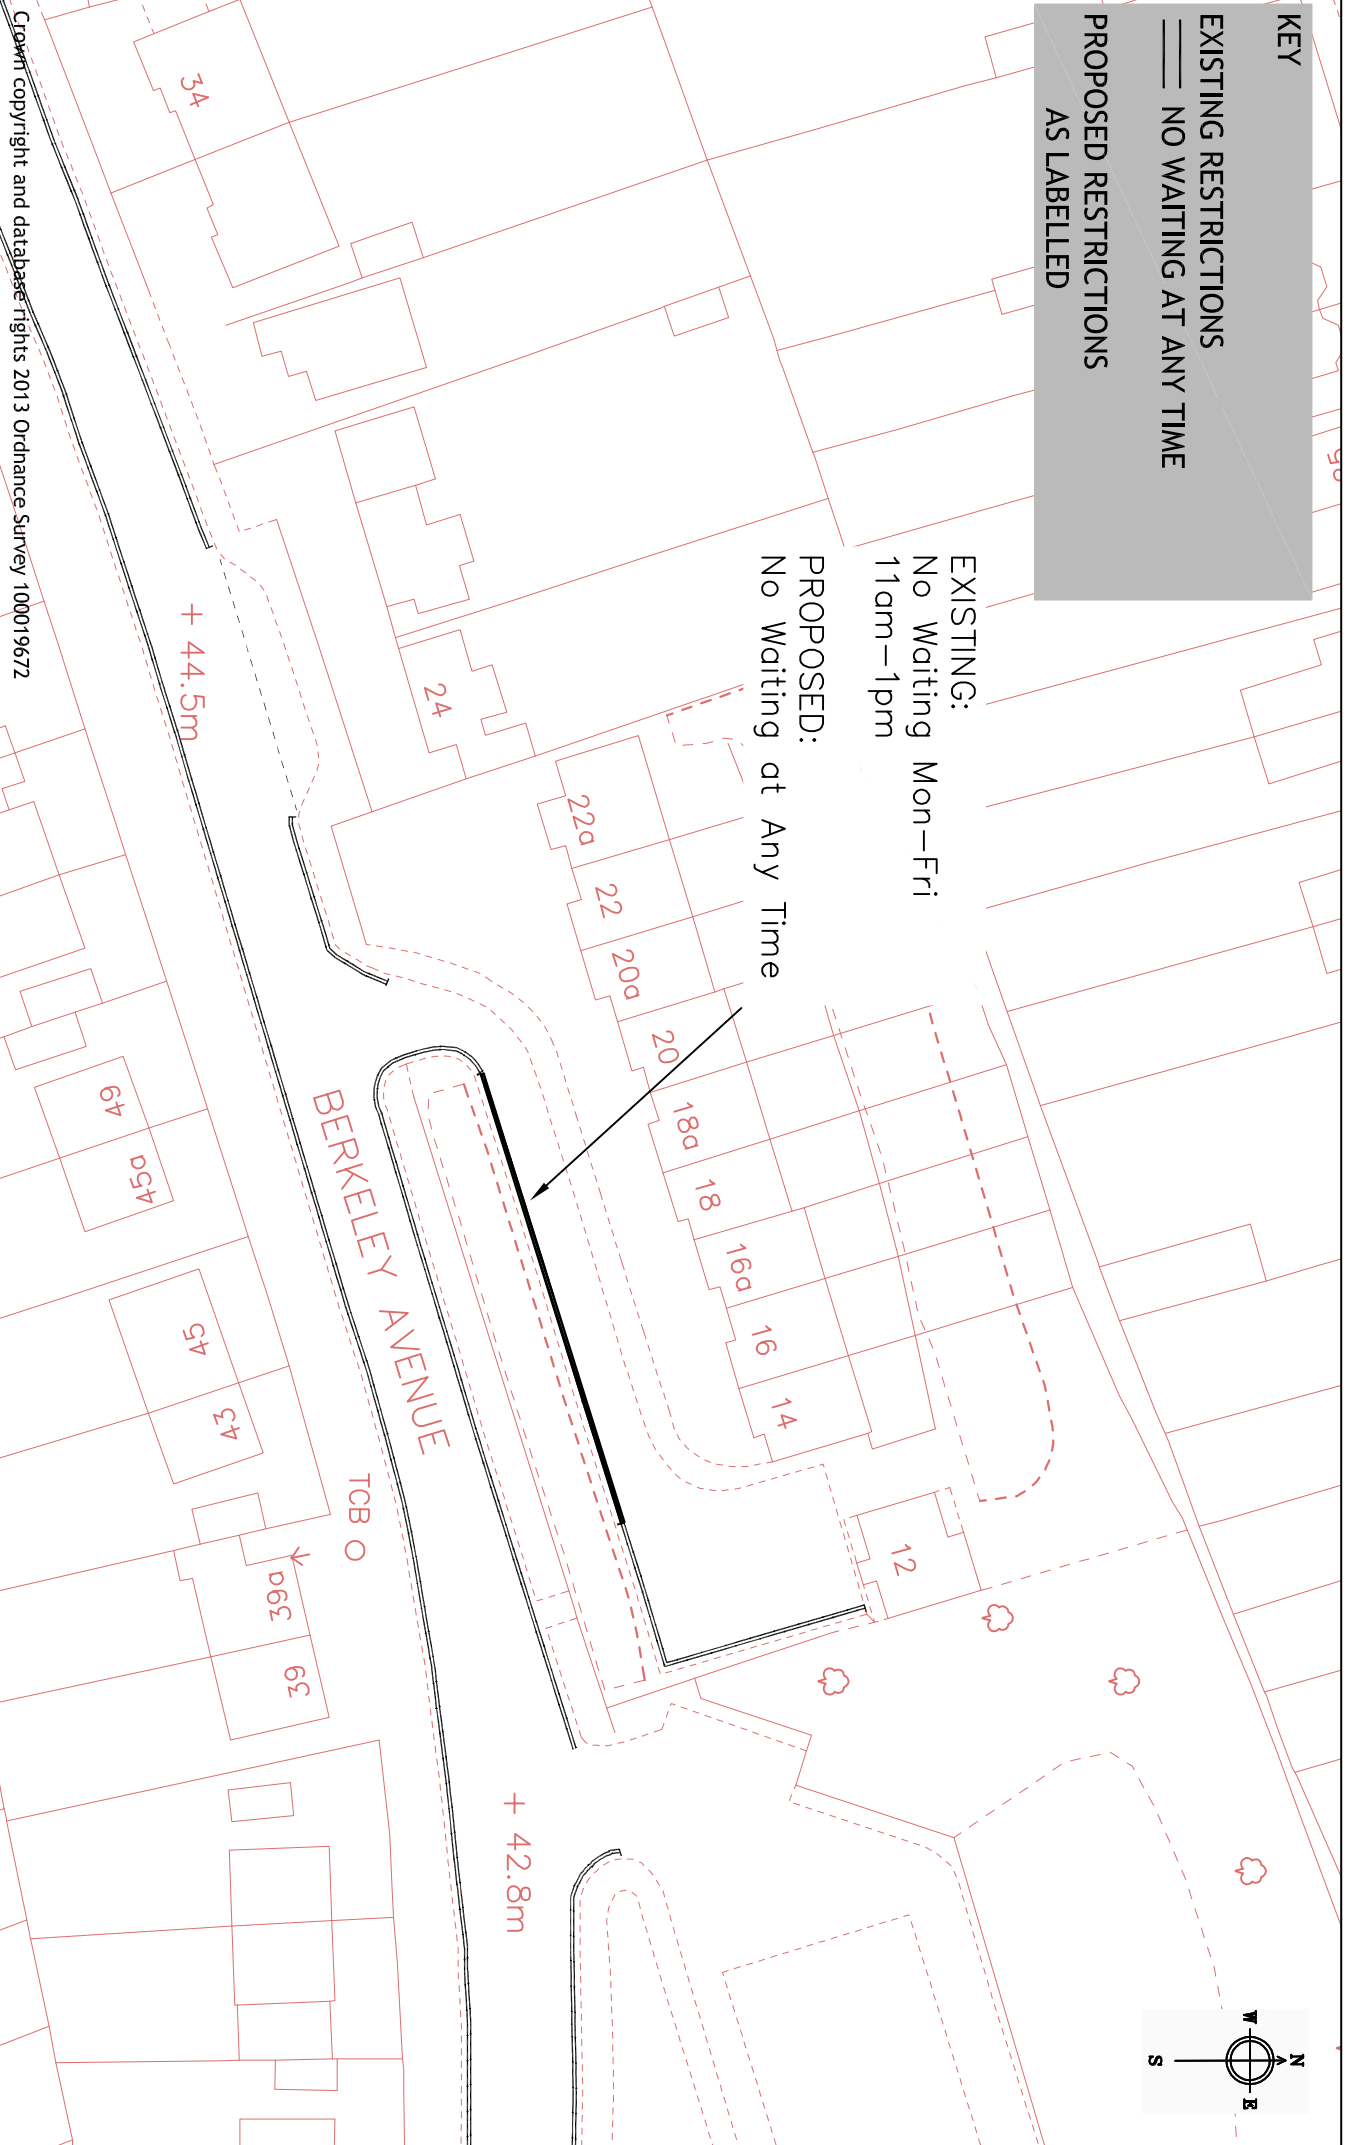 KEY
EXISTING RESTRICTIONS
NO WAITING AT ANY TIME
PROPOSED RESTRICTIONS
AS LABELLED
EXISTING:
No Waiting Mon-Fri
11am-1pm
PROPOSED:
No Waiting at Any Time
34
24
22a
22
20a
20
18a
18
16a
16
14
12
+ 44.5m
BERKELEY AVENUE
49
45a
45
43
TCB
39a
39
+ 42.8m
N
W
E
S
Crown copyright and database rights 2013 Ordnance Survey 100019672